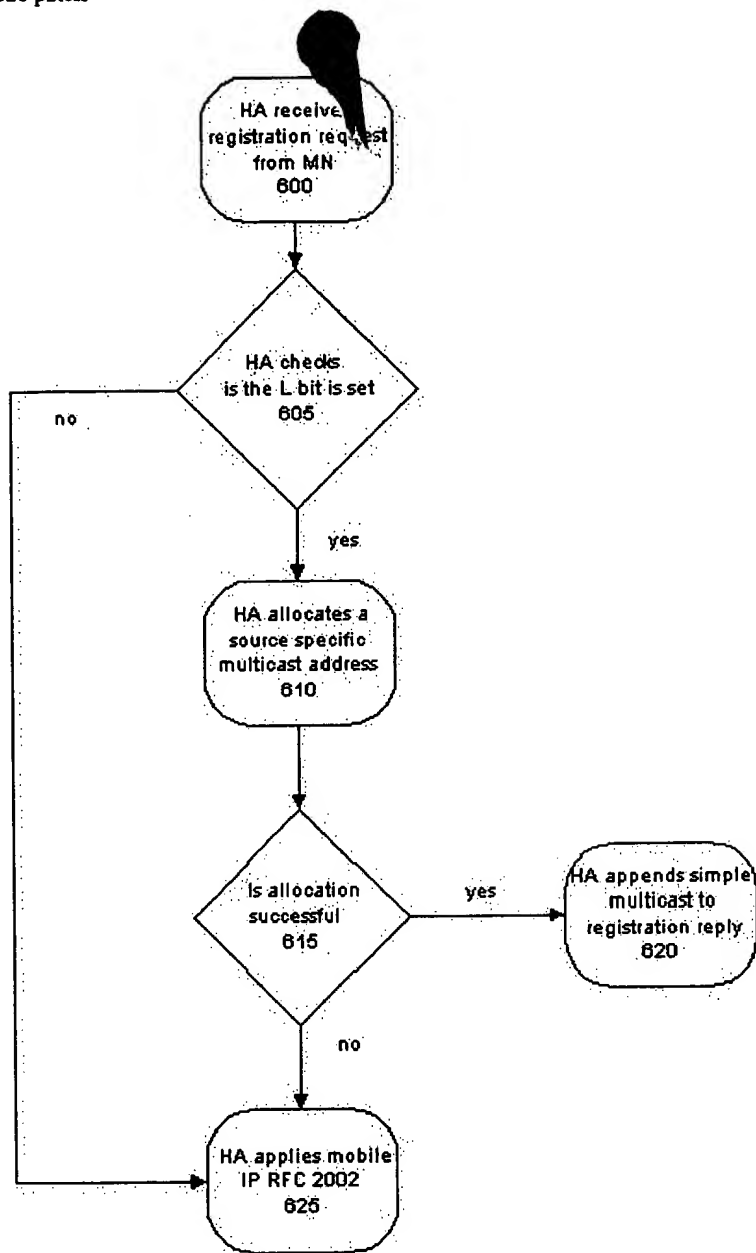 HA receive
registration request
from MN
600
HA checks
is the L bit is set
605
no
yes
HA allocates a
source specific
multicast address
610
Is allocation
successful
615
yes
HA appends simple
multicast to
registration reply
620
no
HA applies mobile
IP RFC 2002
625